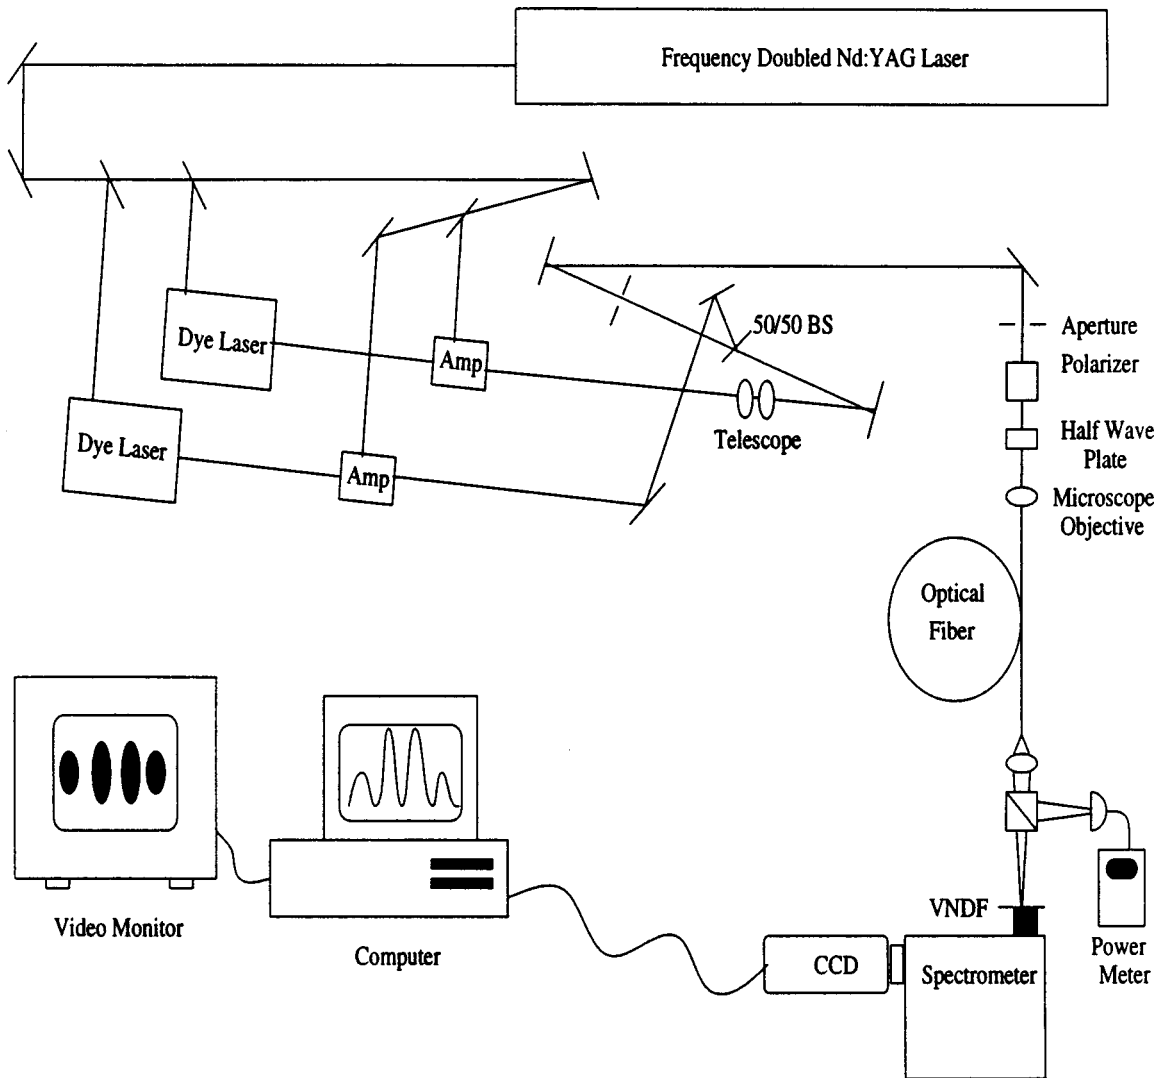 Frequency Doubled Nd:YAG Laser
50/50 BS
Aperture
Dye Laser
Amp
Polarizer
Telescope
Half Wave
Plate
Dye Laser
Amp
Microscope
Objective
Optical
Fiber
VNDF
Video Monitor
Computer
CCD
Spectrometer
Power
Meter